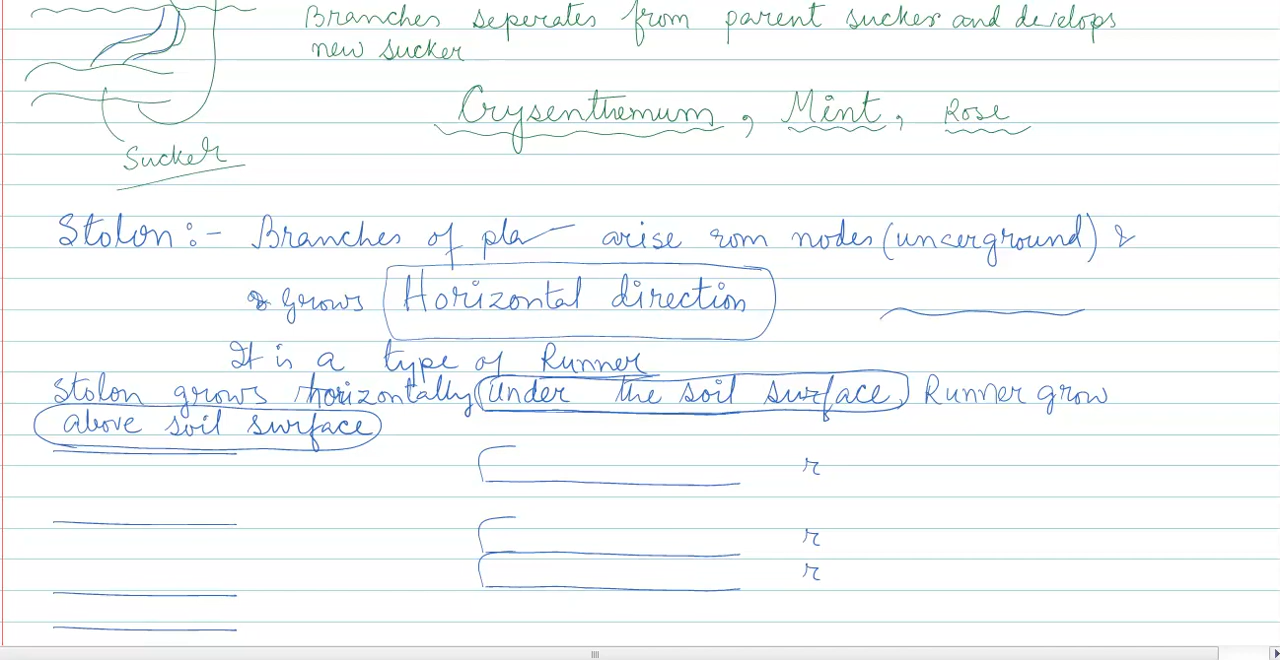 Branches seperates from parent sucker and develops
new sucker
Crysenthemum, Mint, Rose
Sucker
Stolon :- Branches of pla arise rom nodes (uncerground) &
& Grows Horizontal direction
It is a type of Runner
Stolon grows horizontally under the soil surface, Runner grow
above soil surface
r
r
r